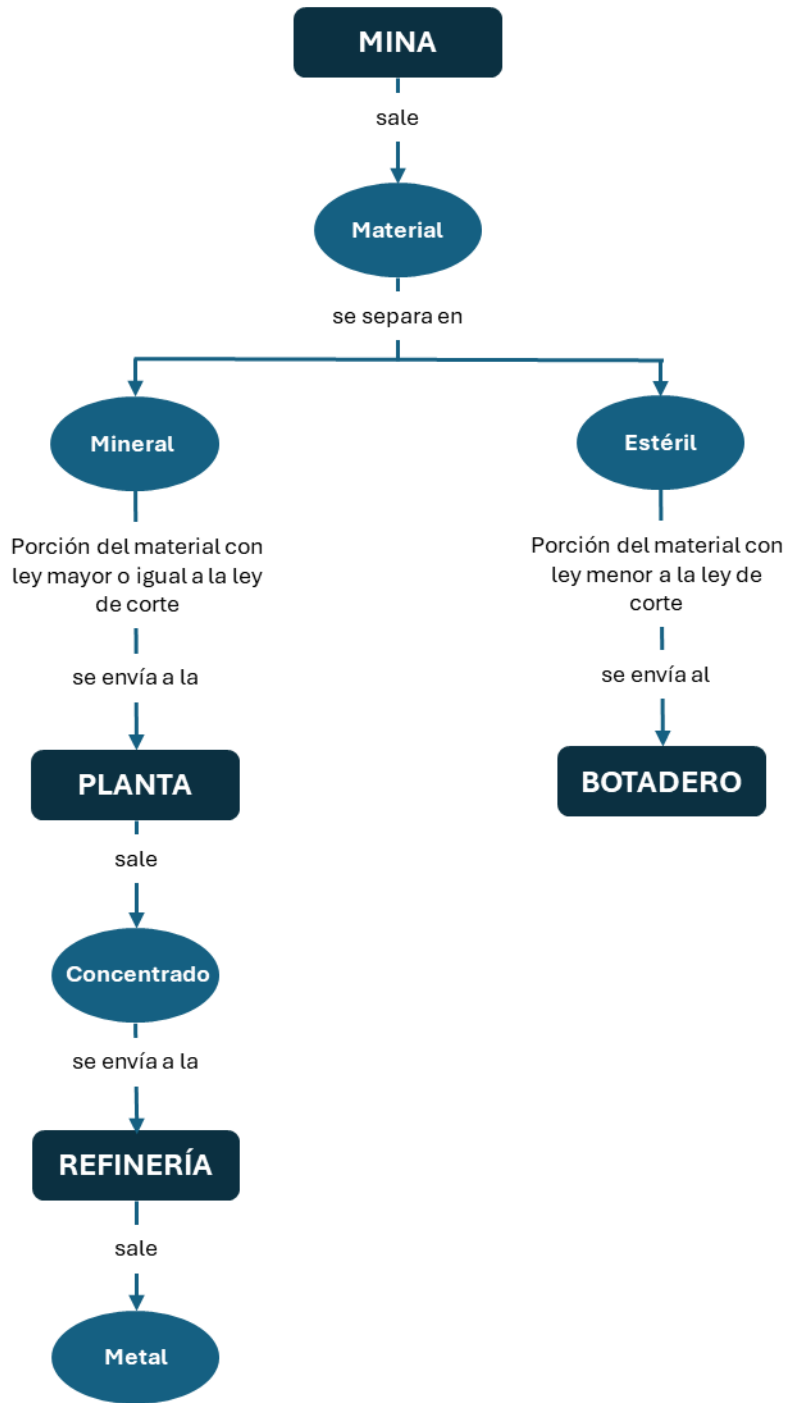 MINA
sale
Material
se separa en
Mineral
Estéril
Porción del material con
ley mayor o igual a la ley
de corte
Porción del material con
ley menor a la ley de
corte
se envía a la
se envía al
PLANTA
BOTADERO
sale
Concentrado
se envía a la
REFINERÍA
sale
Metal